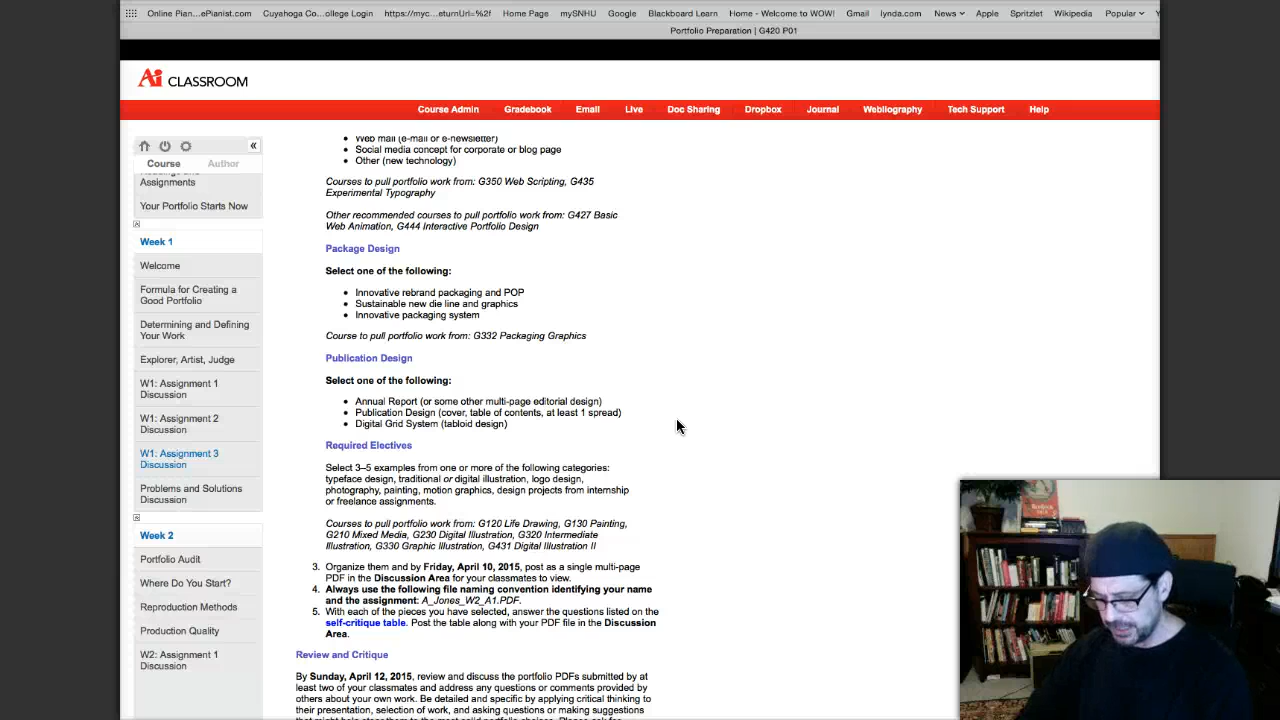 Online Pian...ePianist.com Cuyahoga Co...ollege Login https://myc...eturnUrl=%2f Home Page mySNHU Google Blackboard Learn Home - Welcome to WOW! Gmail lynda.com News Apple Spritzlet Wikipedia Popular Y
Portfolio Preparation | G420 P01
Ai CLASSROOM
Course Admin Gradebook Email Live Doc Sharing Dropbox Journal Webliography Tech Support Help
«
Course Author
Readings and
Assignments
Your Portfolio Starts Now
Week 1
Welcome
Formula for Creating a
Good Portfolio
Determining and Defining
Your Work
Explorer, Artist, Judge
W1: Assignment 1
Discussion
W1: Assignment 2
Discussion
W1: Assignment 3
Discussion
Problems and Solutions
Discussion
Week 2
Portfolio Audit
Where Do You Start?
Reproduction Methods
Production Quality
W2: Assignment 1
Discussion
• Web mail (e-mail or e-newsletter)
• Social media concept for corporate or blog page
• Other (new technology)
Courses to pull portfolio work from: G350 Web Scripting, G435
Experimental Typography
Other recommended courses to pull portfolio work from: G427 Basic
Web Animation, G444 Interactive Portfolio Design
Package Design
Select one of the following:
• Innovative rebrand packaging and POP
• Sustainable new die line and graphics
• Innovative packaging system
Course to pull portfolio work from: G332 Packaging Graphics
Publication Design
Select one of the following:
• Annual Report (or some other multi-page editorial design)
• Publication Design (cover, table of contents, at least 1 spread)
• Digital Grid System (tabloid design)
Required Electives
Select 3–5 examples from one or more of the following categories:
typeface design, traditional or digital illustration, logo design,
photography, painting, motion graphics, design projects from internship
or freelance assignments.
Courses to pull portfolio work from: G120 Life Drawing, G130 Painting,
G210 Mixed Media, G230 Digital Illustration, G320 Intermediate
Illustration, G330 Graphic Illustration, G431 Digital Illustration II
3. Organize them and by Friday, April 10, 2015, post as a single multi-page
PDF in the Discussion Area for your classmates to view.
4. Always use the following file naming convention identifying your name
and the assignment: A_Jones_W2_A1.PDF.
5. With each of the pieces you have selected, answer the questions listed on the
self-critique table. Post the table along with your PDF file in the Discussion
Area.
Review and Critique
By Sunday, April 12, 2015, review and discuss the portfolio PDFs submitted by at
least two of your classmates and address any questions or comments provided by
others about your own work. Be detailed and specific by applying critical thinking to
their presentation, selection of work, and asking questions or making suggestions